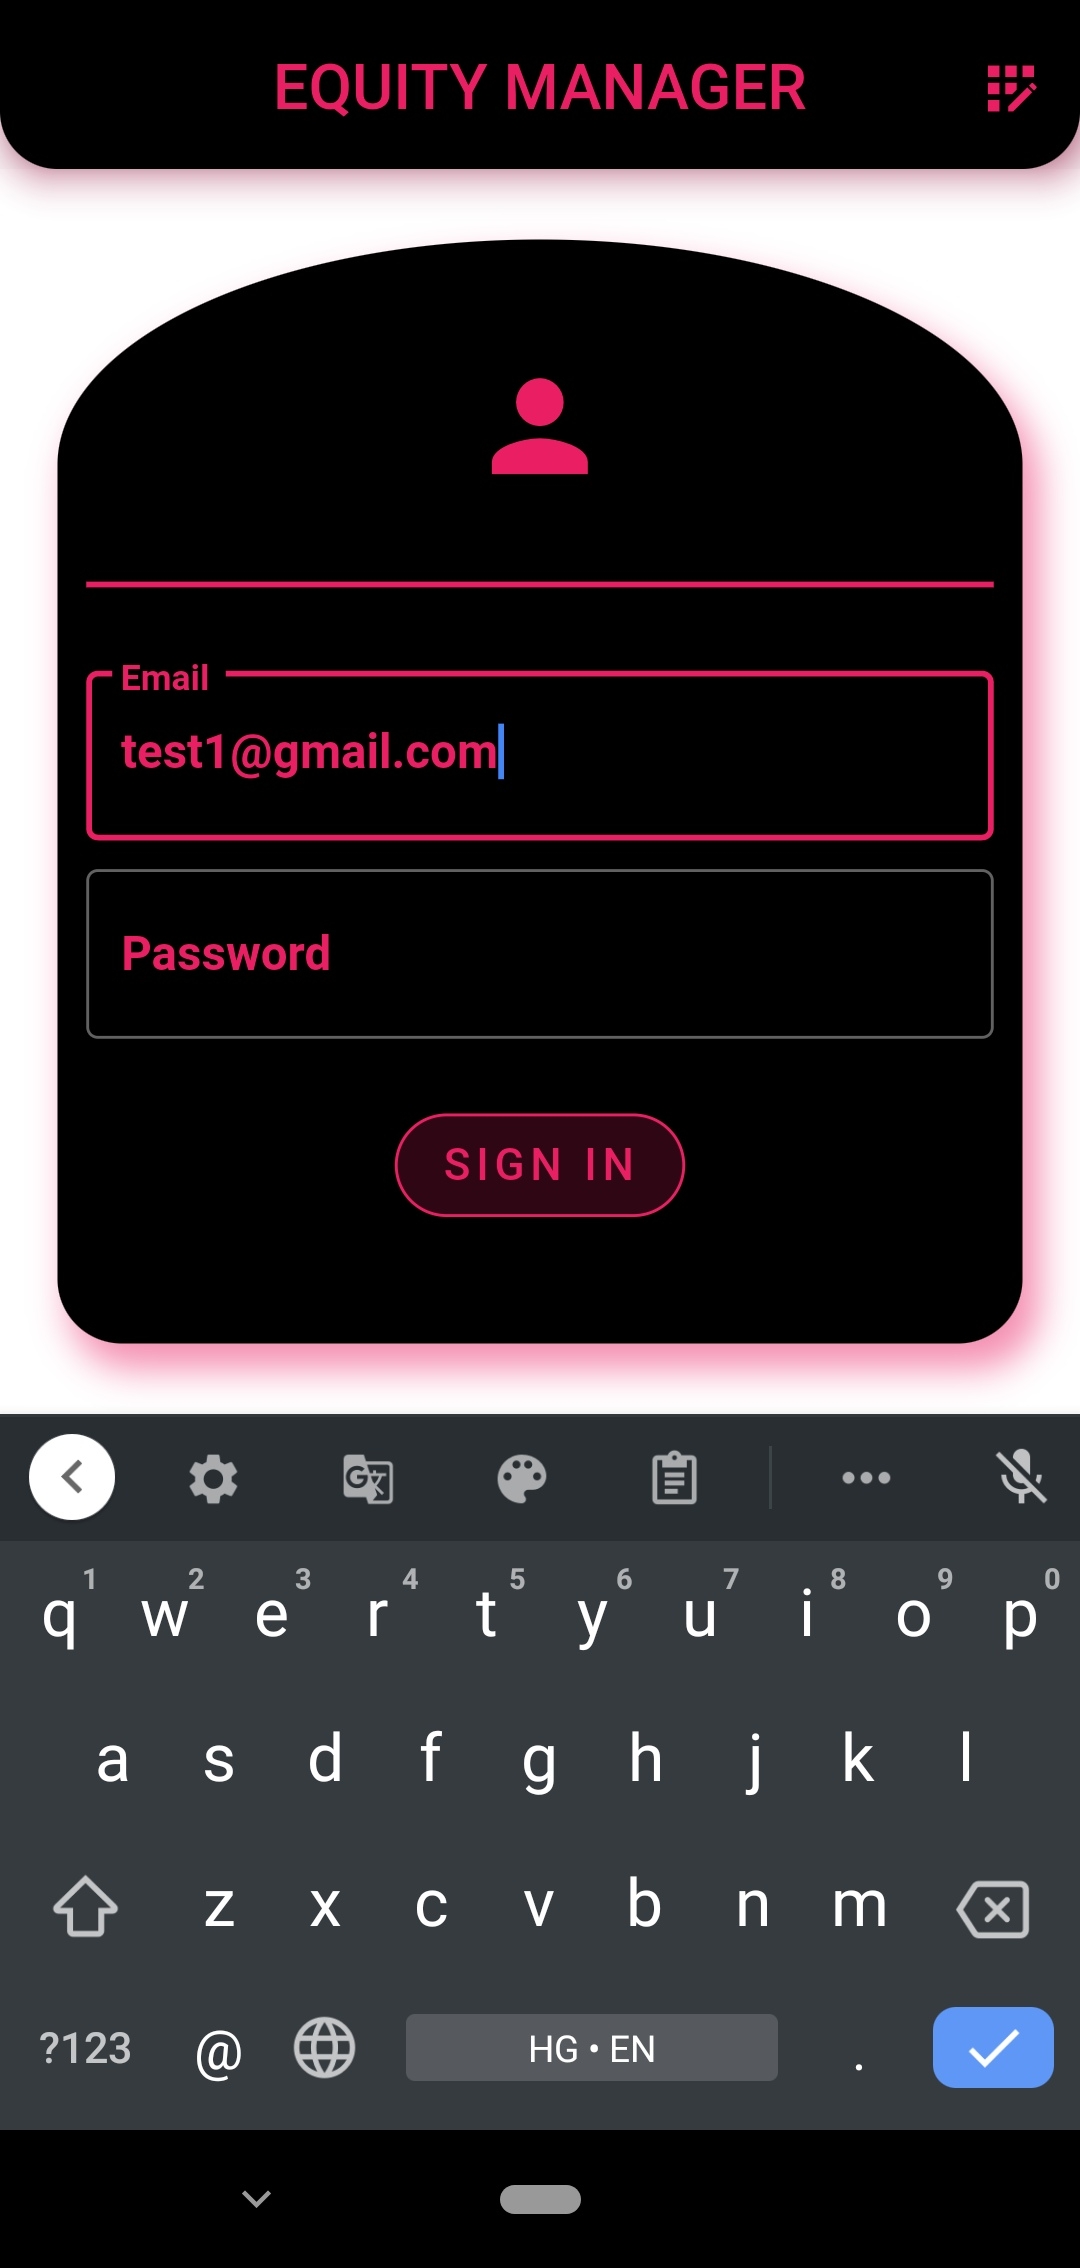 EQUITY MANAGER
Email
test1@gmail.com
Password
SIGN IN
1 2 3 4 5 6 7 8 9 0
q w e r t y u i o p
a s d f g h j k l
z x c v b n m
?123 @ HG • EN .